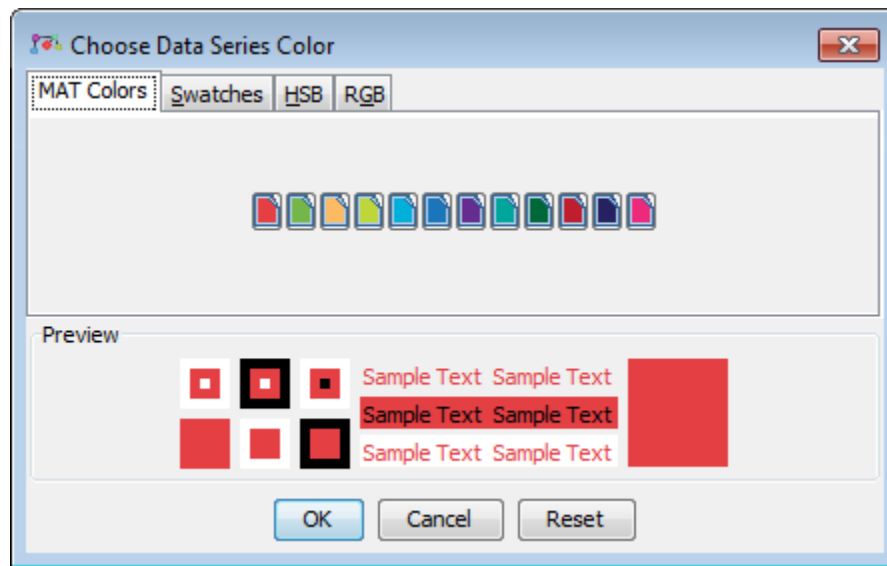 Choose Data Series Color
MAT Colors Swatches HSB RGB
Preview
Sample Text Sample Text
Sample Text Sample Text
Sample Text Sample Text
OK Cancel Reset